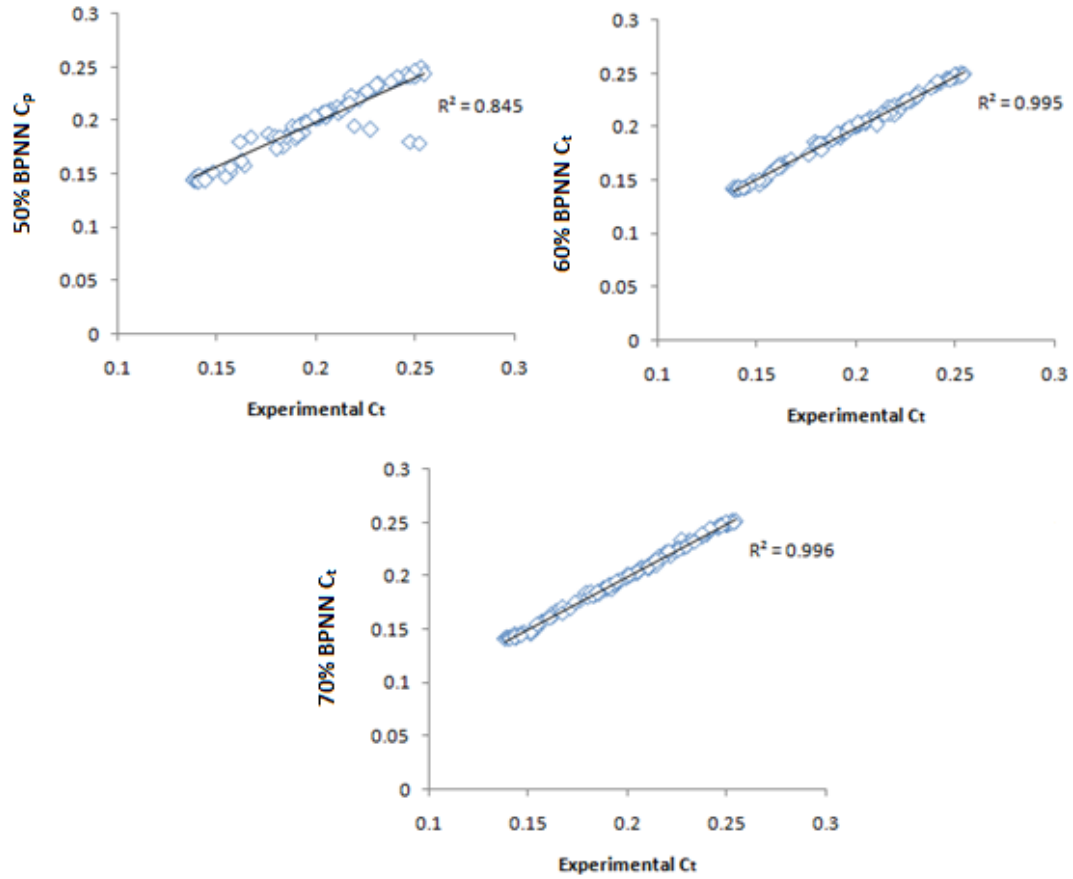 50% BPNN Cₚ
0.3
0.25
0.2
0.15
0.1
0.05
0
R² = 0.845
0.1 0.15 0.2 0.25 0.3
Experimental Cₜ
60% BPNN Cₜ
0.3
0.25
0.2
0.15
0.1
0.05
0
R² = 0.995
0.1 0.15 0.2 0.25 0.3
Experimental Cₜ
70% BPNN Cₜ
0.3
0.25
0.2
0.15
0.1
0.05
0
R² = 0.996
0.1 0.15 0.2 0.25 0.3
Experimental Cₜ